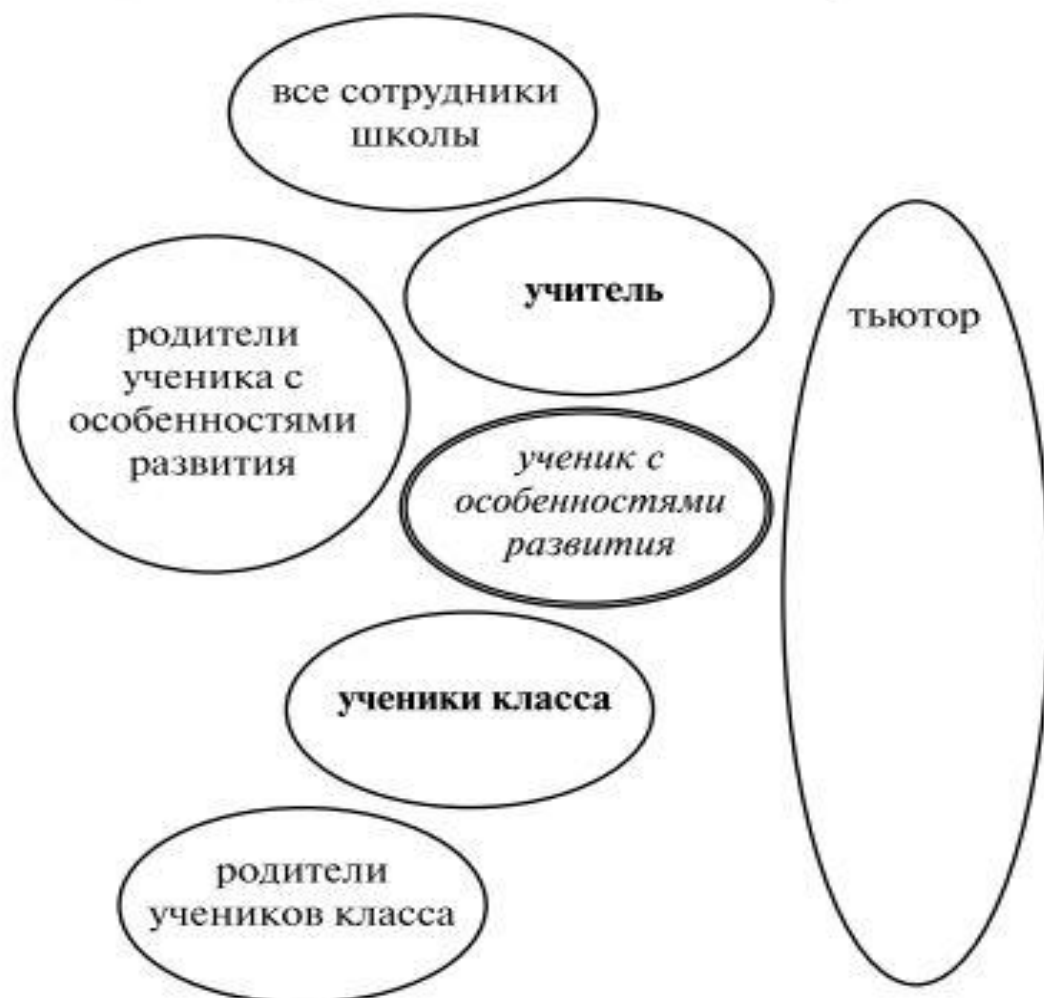 все сотрудники
школы
учитель
тьютор
родители
ученика с
особенностями
развития
ученик с
особенностями
развития
ученики класса
родители
учеников класса